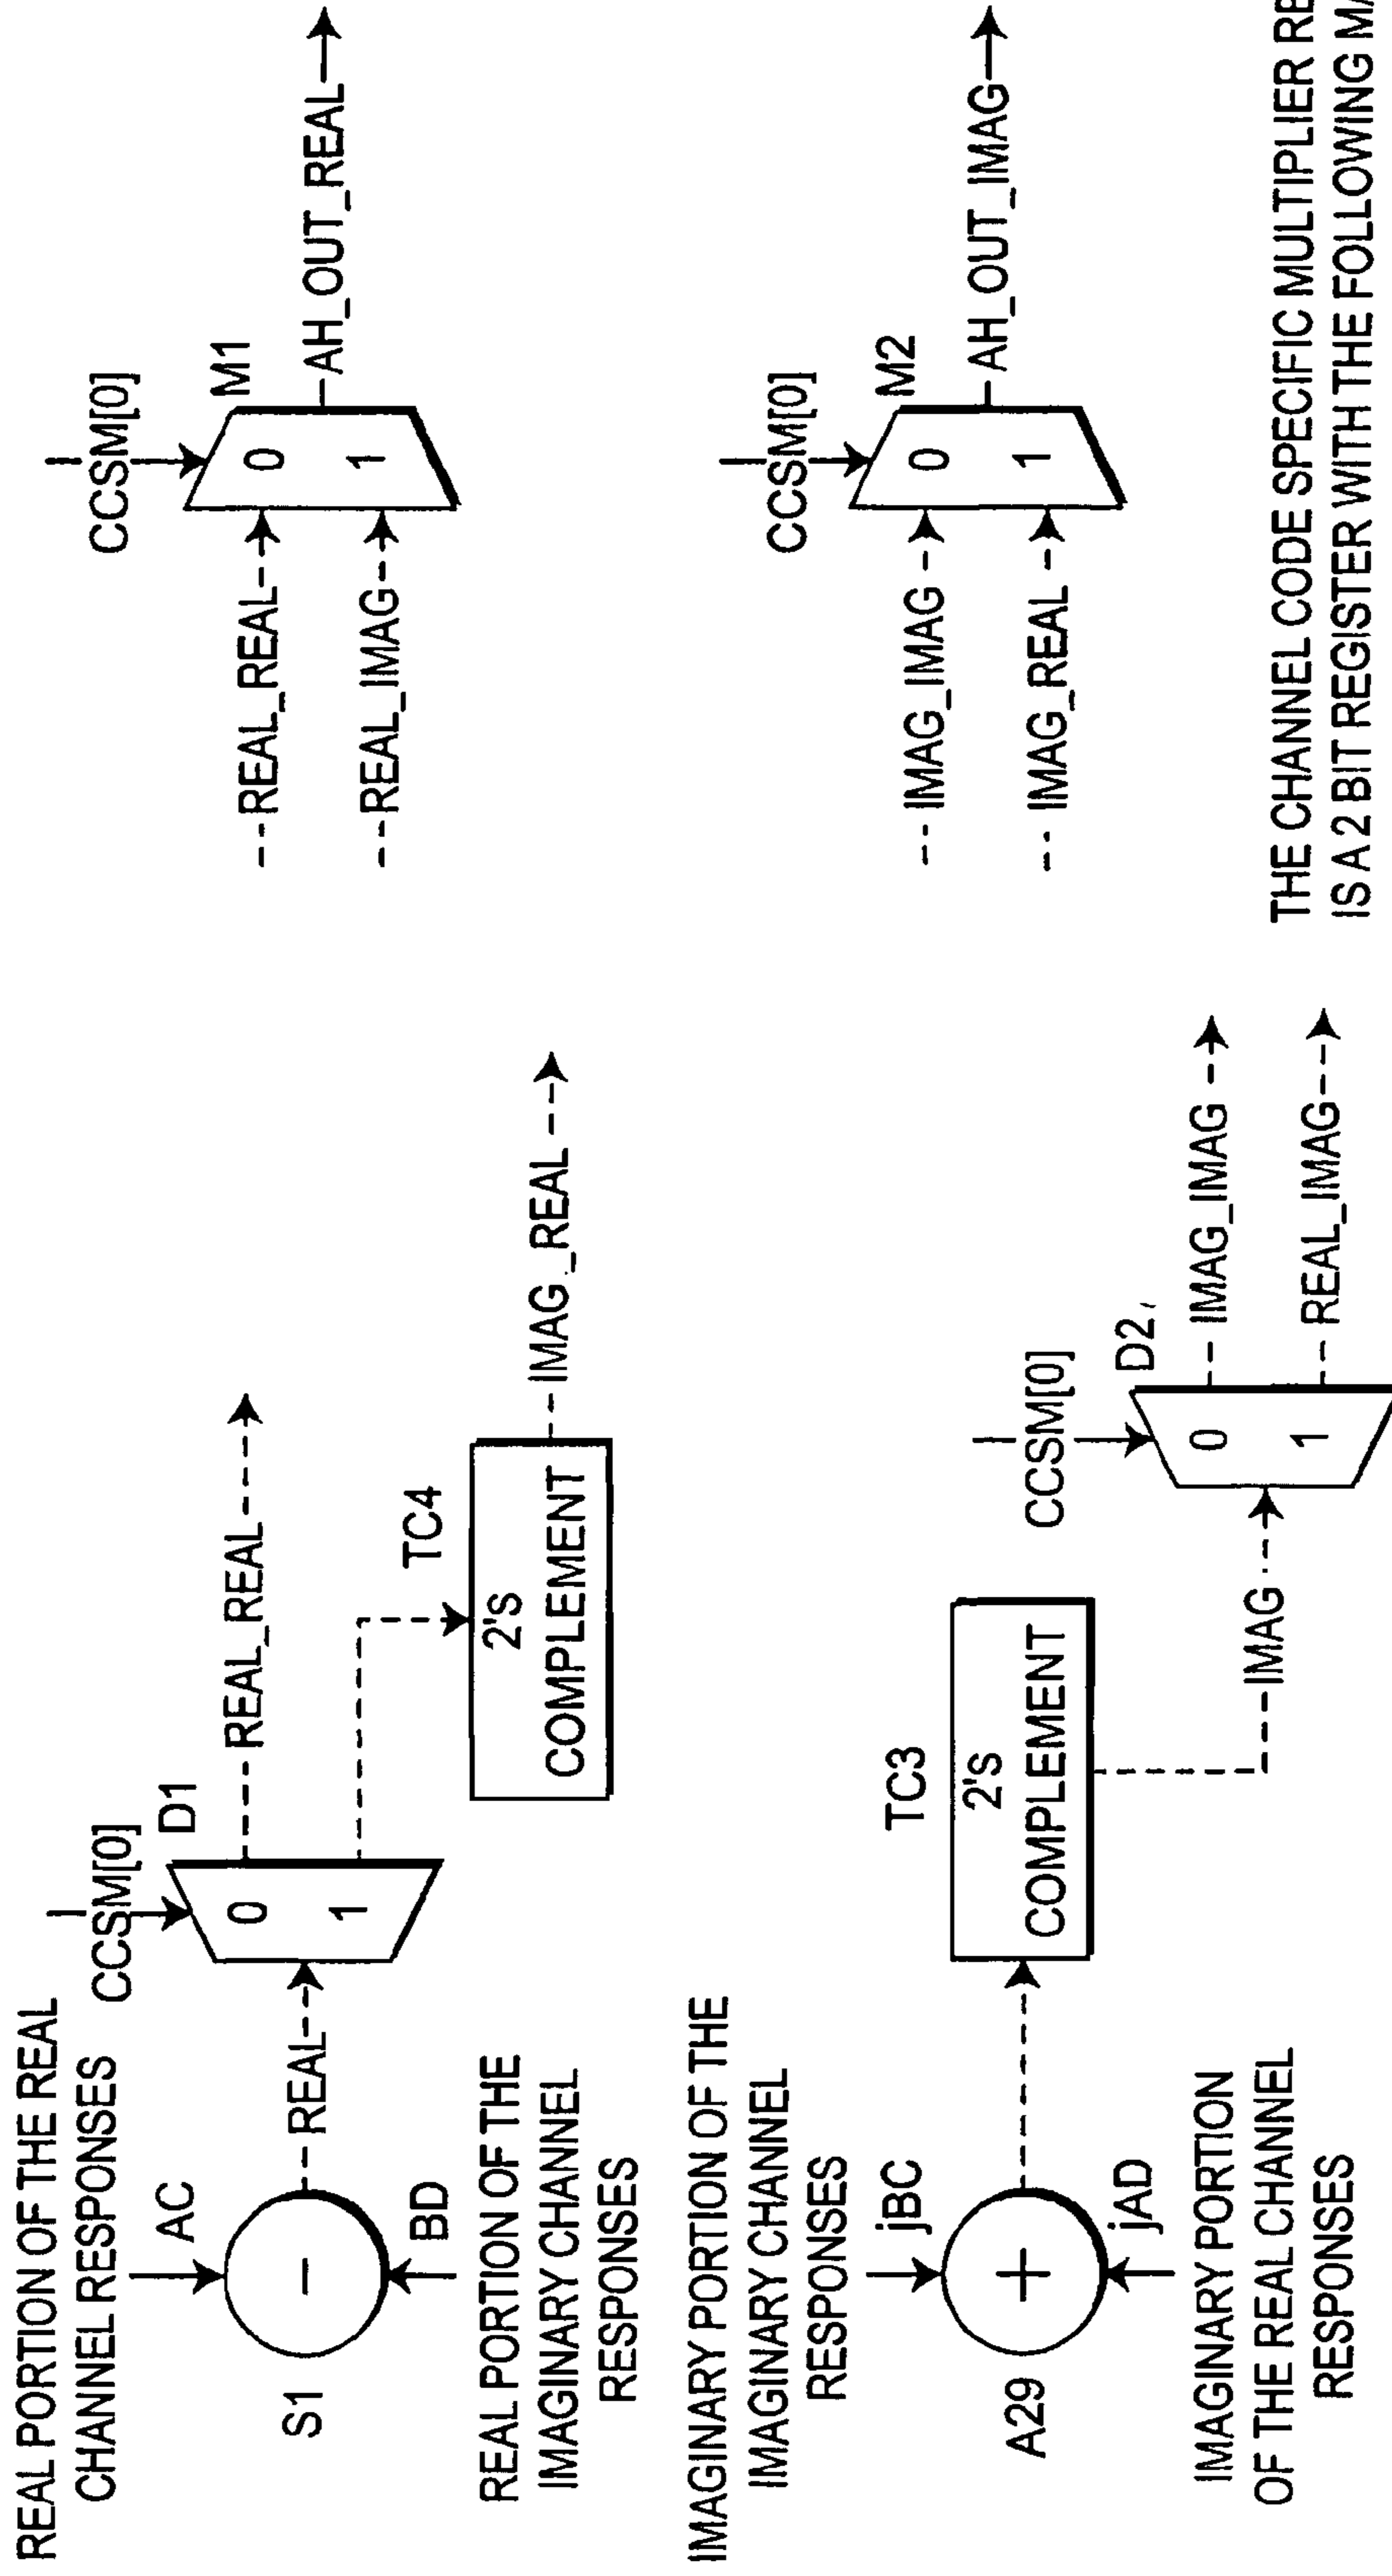 REAL PORTION OF THE REAL
CHANNEL RESPONSES
AC
S1
−
BD
REAL PORTION OF THE
IMAGINARY CHANNEL
RESPONSES
REAL
CCSM[0]
D1
0
1
REAL_REAL
TC4
2'S
COMPLEMENT
IMAG_REAL
CCSM[0]
M1
REAL_REAL
0
REAL_IMAG
1
AH_OUT_REAL
IMAGINARY PORTION OF THE
IMAGINARY CHANNEL
RESPONSES
jBC
A29
+
jAD
IMAGINARY PORTION
OF THE REAL CHANNEL
RESPONSES
TC3
2'S
COMPLEMENT
IMAG
CCSM[0]
D2
0
1
IMAG_IMAG
REAL_IMAG
CCSM[0]
M2
IMAG_IMAG
0
IMAG_REAL
1
AH_OUT_IMAG
THE CHANNEL CODE SPECIFIC MULTIPLIER
IS A 2 BIT REGISTER WITH THE FOLLOWING